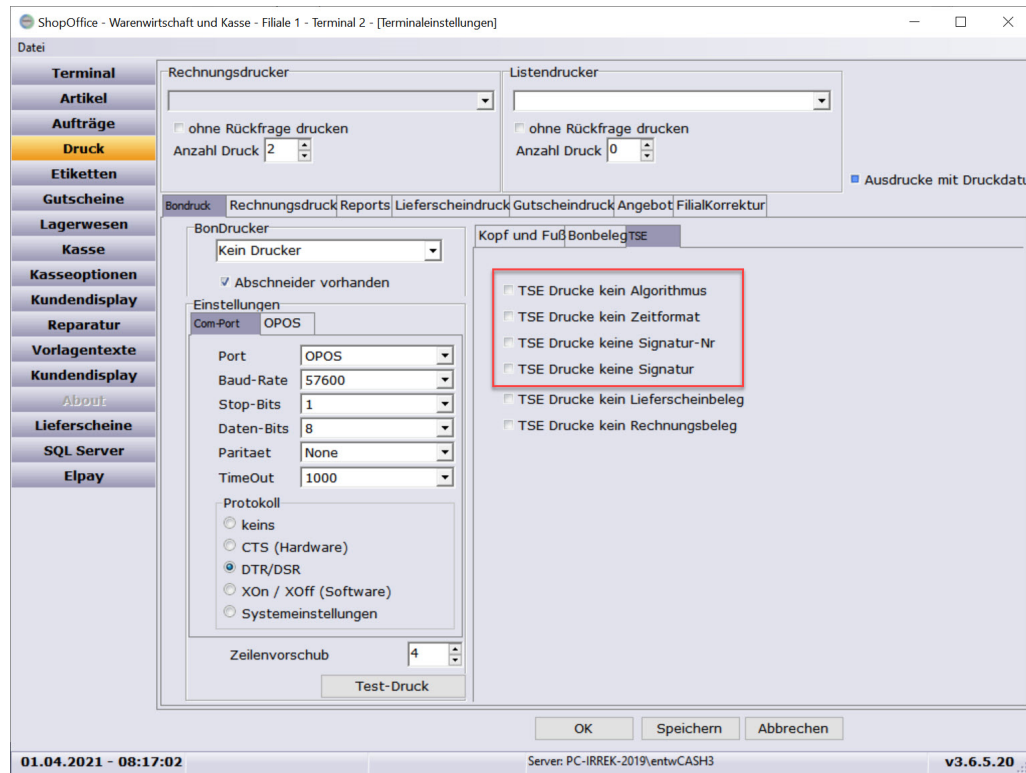 ShopOffice - Warenwirtschaft und Kasse - Filiale 1 - Terminal 2 - [Terminaleinstellungen]
Datei
Terminal
Artikel
Aufträge
Druck
Etiketten
Gutscheine
Lagerwesen
Kasse
Kasseoptionen
Kundendisplay
Reparatur
Vorlagentexte
Kundendisplay
About
Lieferscheine
SQL Server
Elpay
Rechnungsdrucker
ohne Rückfrage drucken
Anzahl Druck 2
Listendrucker
ohne Rückfrage drucken
Anzahl Druck 0
Ausdrucke mit Druckdatu
Bondruck Rechnungsdruck Reports Lieferscheindruck Gutscheindruck Angebot FilialKorrektur
BonDrucker
Kein Drucker
Abschneider vorhanden
Einstellungen
Com-Port OPOS
Port OPOS
Baud-Rate 57600
Stop-Bits 1
Daten-Bits 8
Paritaet None
TimeOut 1000
Protokoll
keins
CTS (Hardware)
DTR/DSR
XOn / XOff (Software)
Systemeinstellungen
Zeilenvorschub 4
Test-Druck
Kopf und Fuß Bonbeleg TSE
TSE Drucke kein Algorithmus
TSE Drucke kein Zeitformat
TSE Drucke keine Signatur-Nr
TSE Drucke keine Signatur
TSE Drucke kein Lieferscheinbeleg
TSE Drucke kein Rechnungsbeleg
OK Speichern Abbrechen
01.04.2021 - 08:17:02 Server: PC-IRREK-2019\entwCASH3 v3.6.5.20